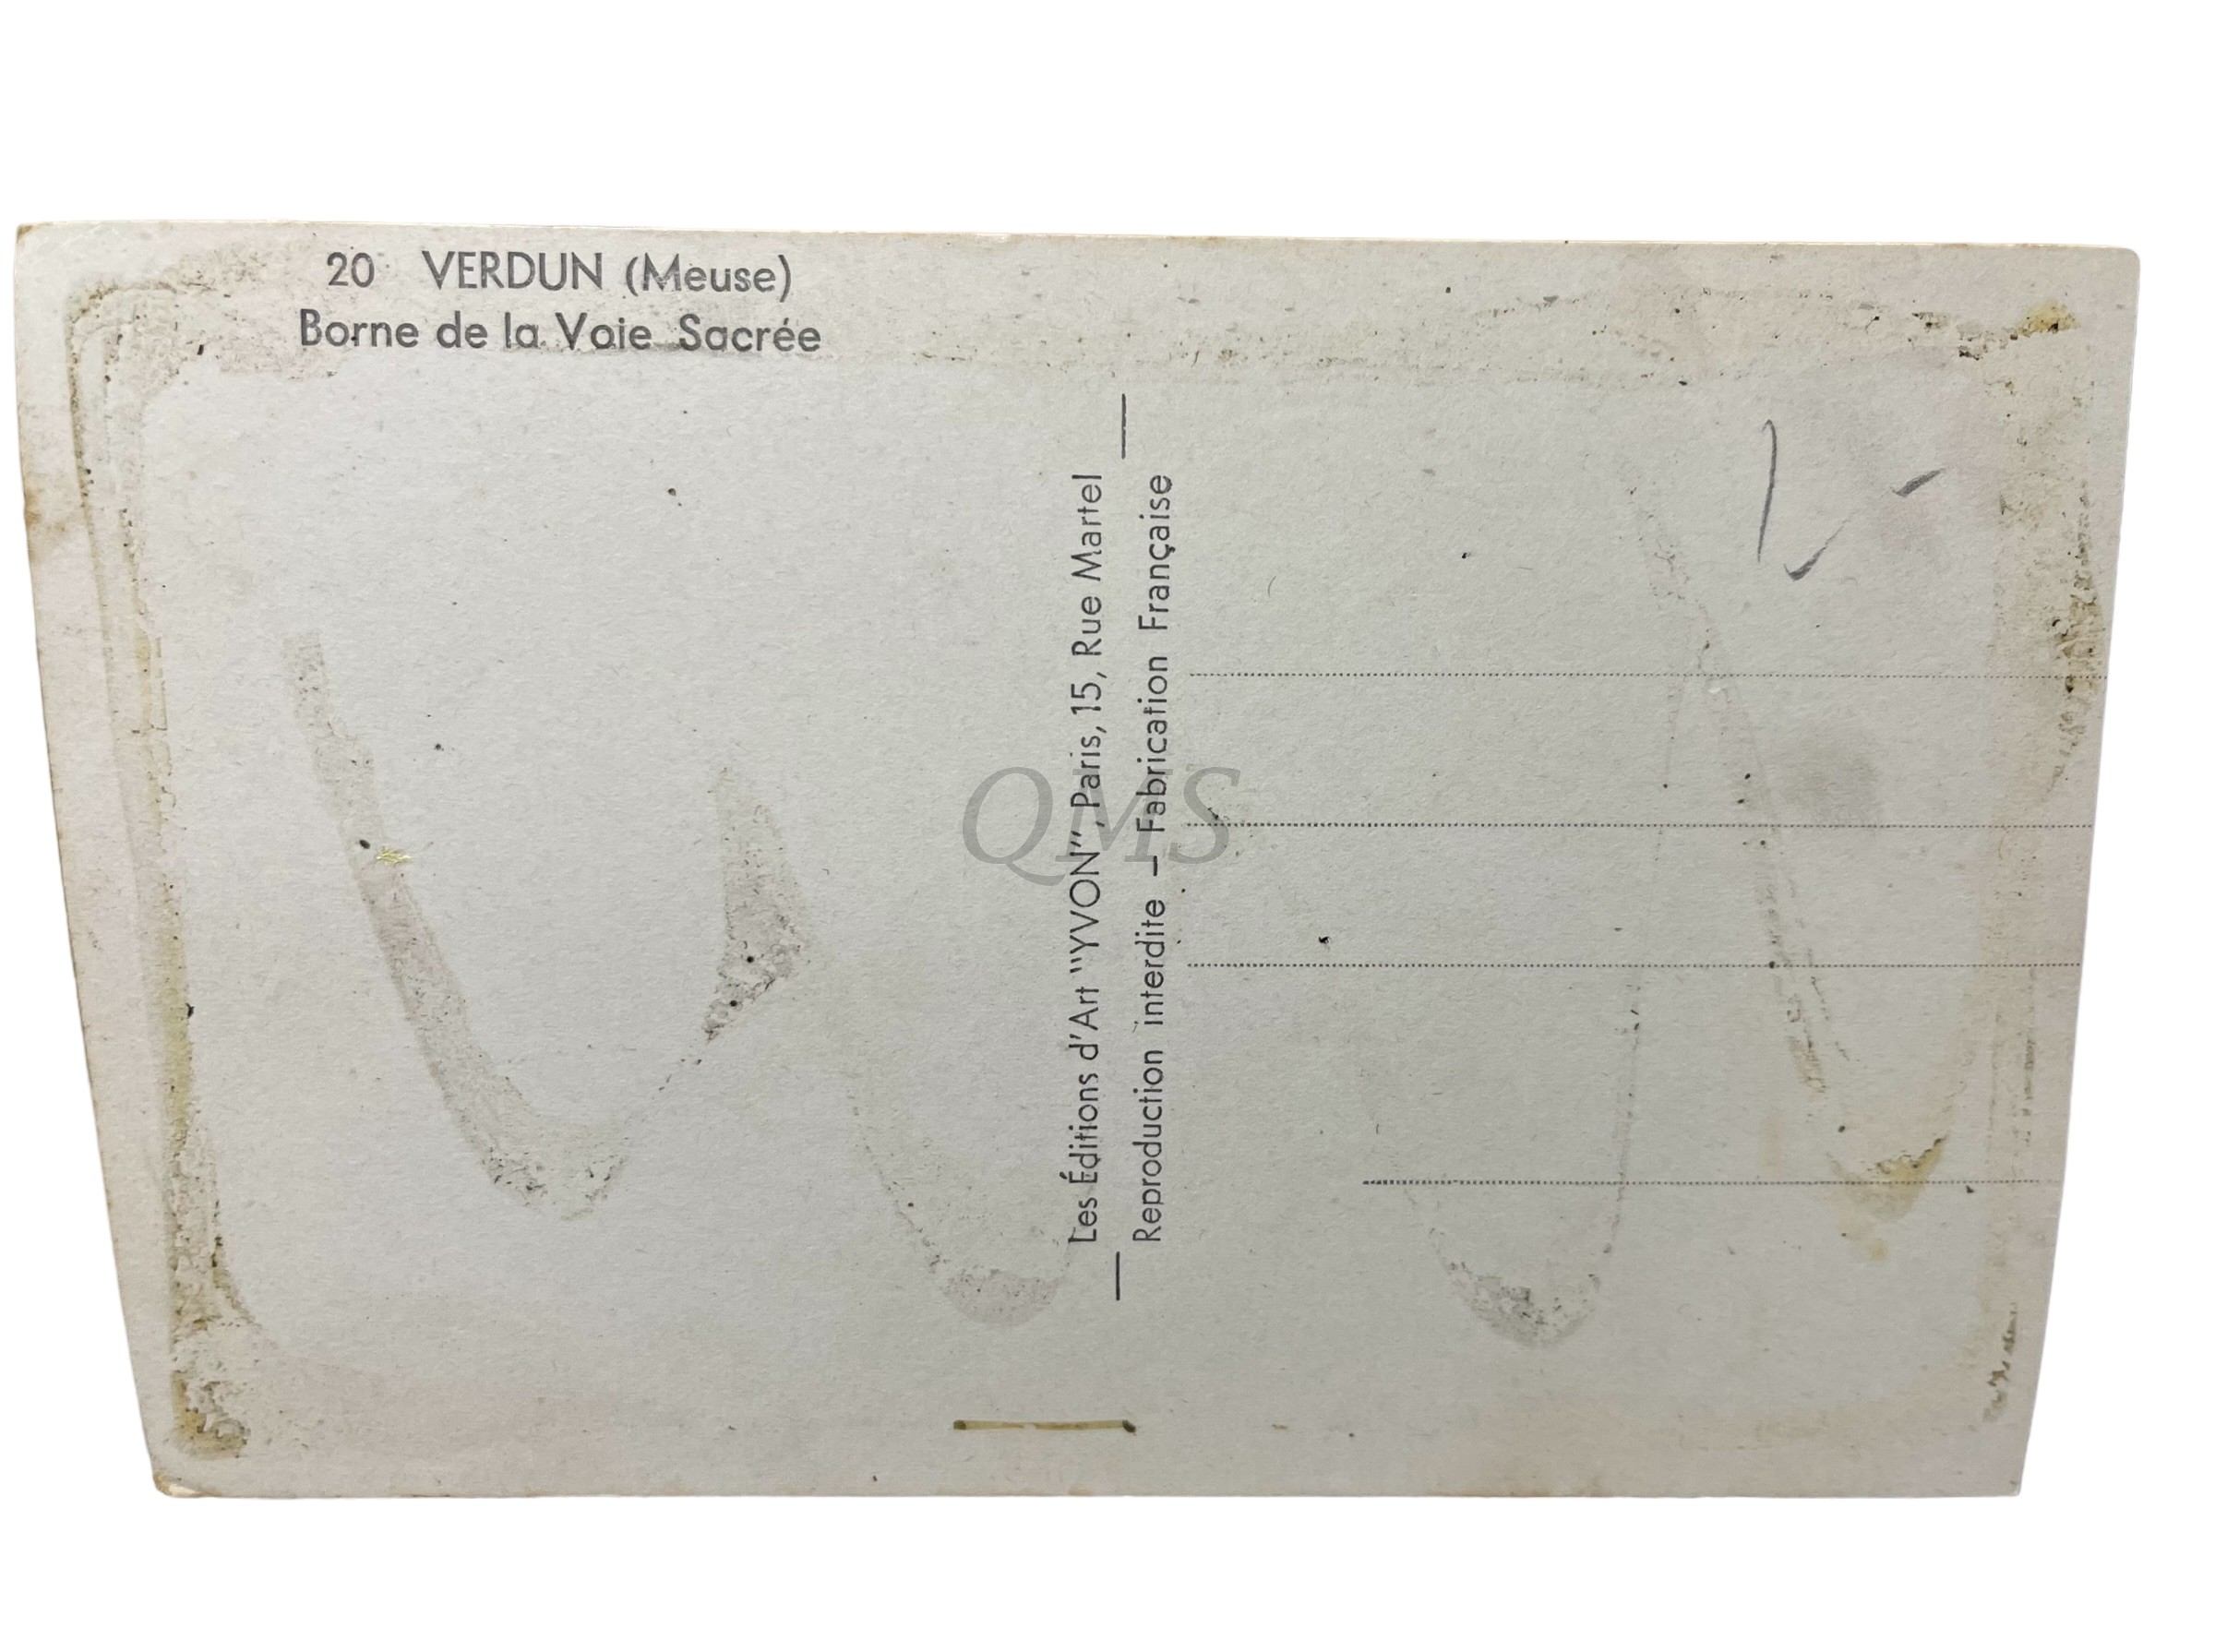 20 VERDUN (Meuse)
Borne de la Voie Sacrée
Les Éditions d'Art "YVON", Paris, 15, Rue Martel
Reproduction interdite — Fabrication Française
QMS